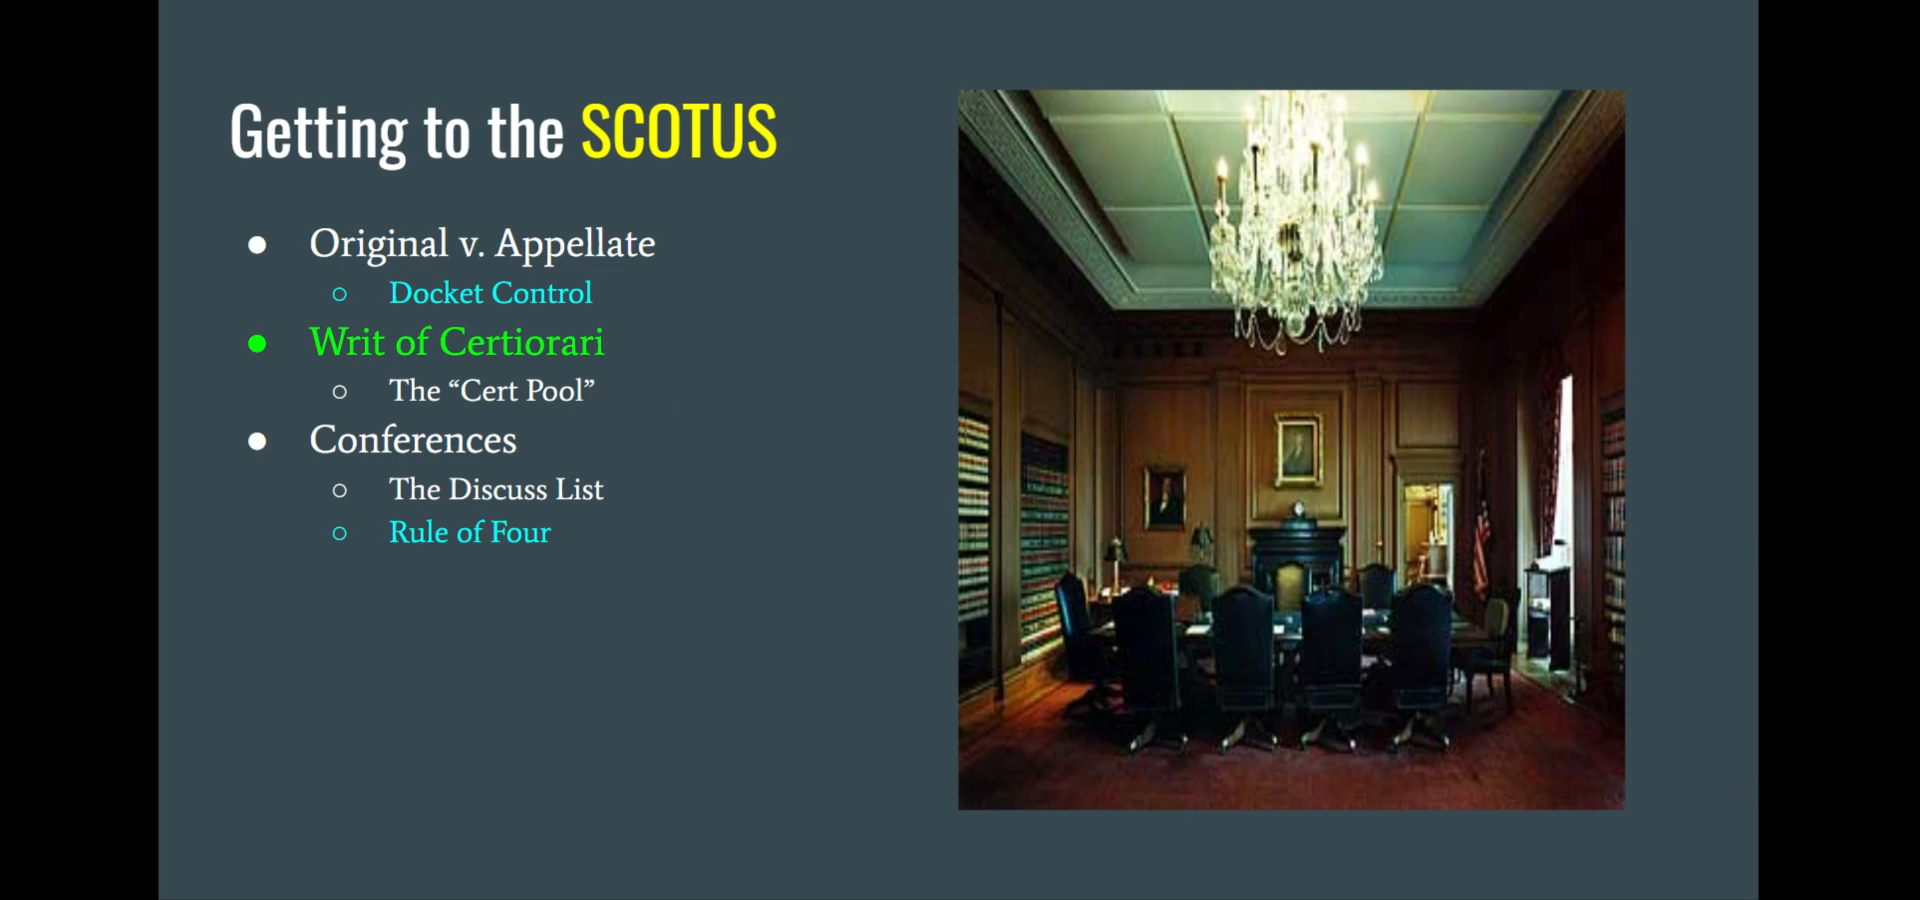 Getting to the SCOTUS
Original v. Appellate
Docket Control
Writ of Certiorari
The “Cert Pool”
Conferences
The Discuss List
Rule of Four